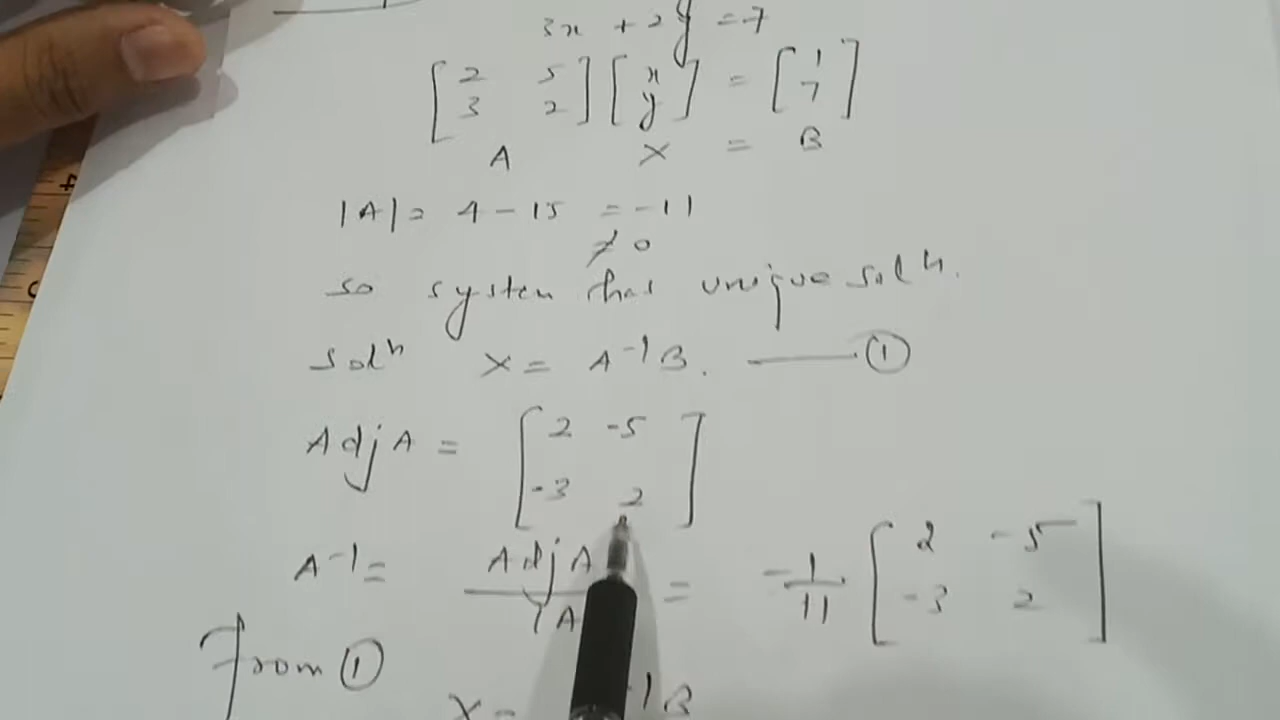 3x + 2y = 7
[2 5 3 2] [x y] = [1 7]
A X = B
|A| = 4 - 15 = -11
≠ 0
so system has unique solⁿ.
Solⁿ X = A⁻¹B. ——— ①
Adj A = [2 -5 -3 2]
A⁻¹ = Adj A / |A = -1/11 [2 -5 -3 2]
From ①
X = ⁻¹B